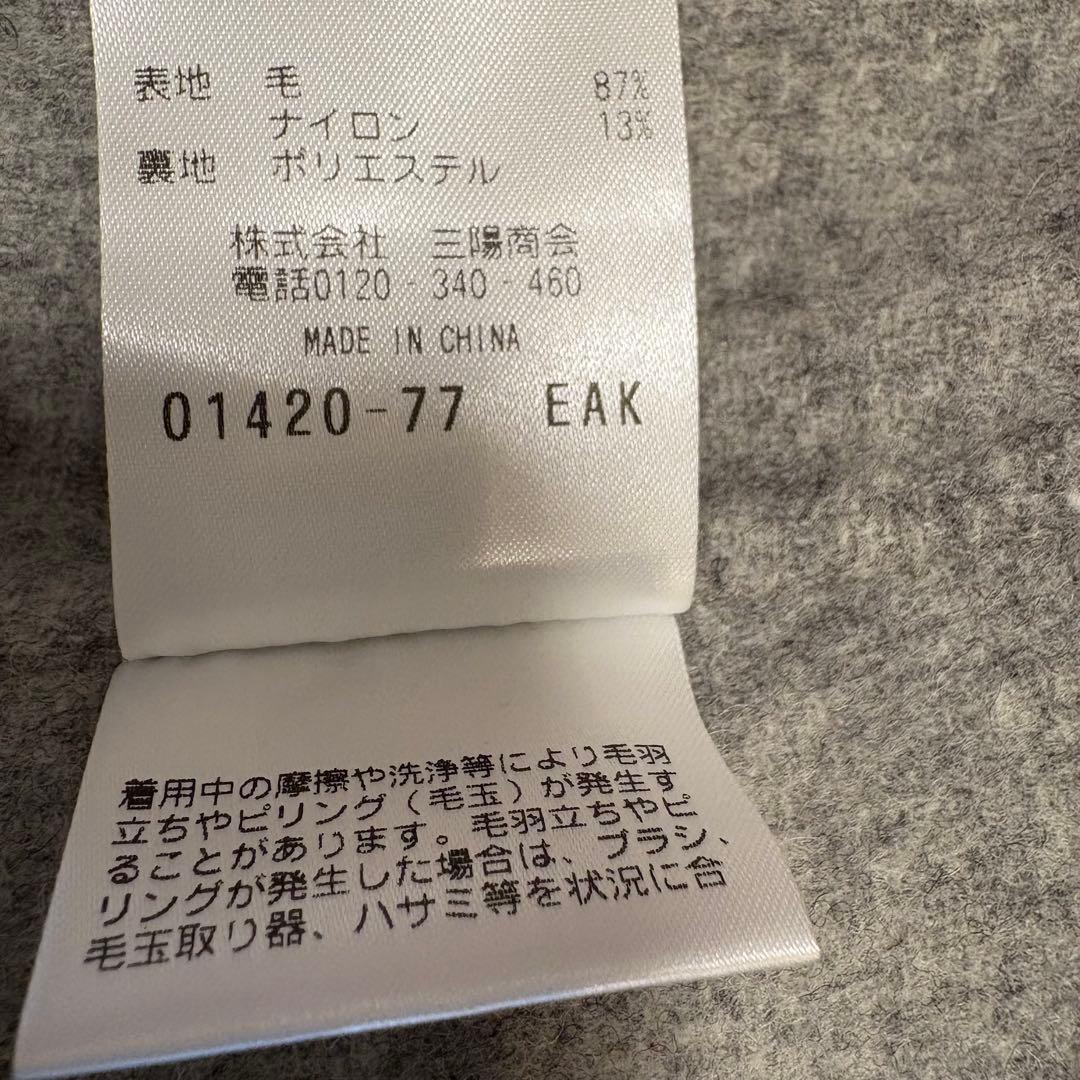 表地 毛 87%
ナイロン 13%
裏地 ポリエステル
株式会社 三陽商会
電話0120-340-460
MADE IN CHINA
01420-77 EAK
着用中の摩擦や洗浄等により毛羽
立ちやピリング(毛玉)が発生す
ることがあります。毛羽立ちやピ
リングが発生した場合は、ブラシ、
毛玉取り器、ハサミ等を状況に合